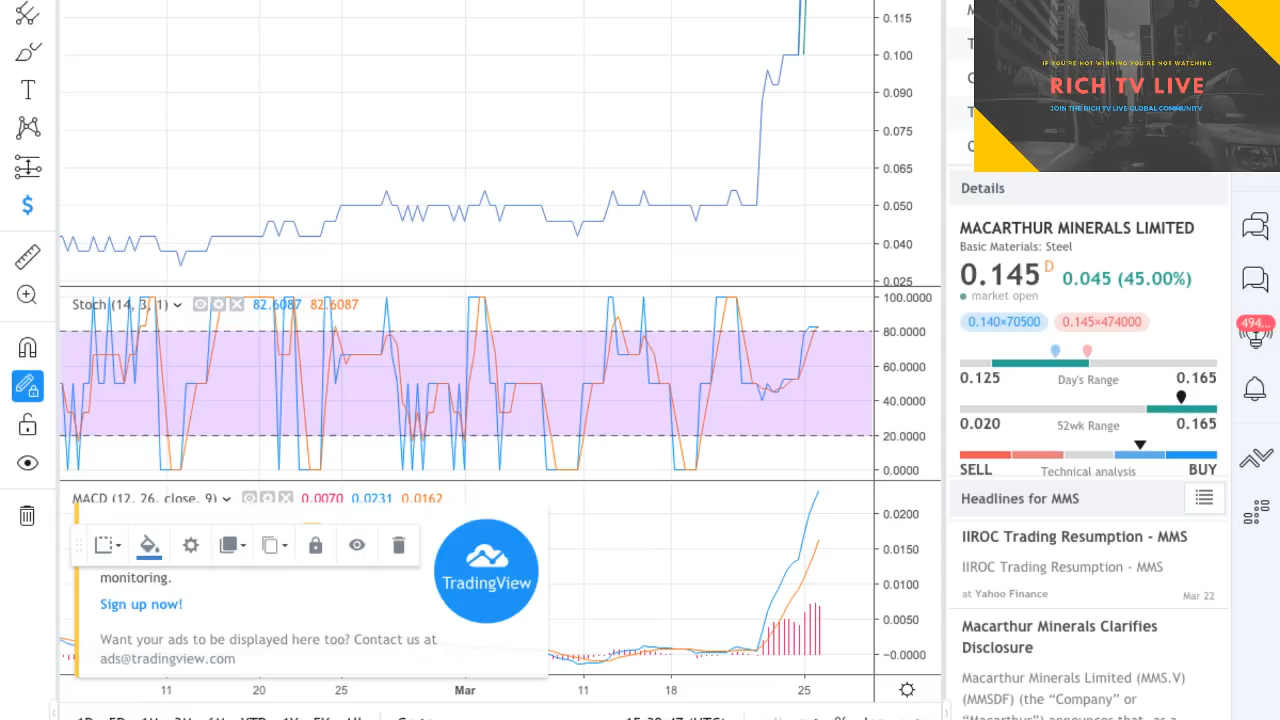 IF YOU'RE NOT WINNING YOU'RE NOT WATCHING
RICH TV LIVE
JOIN THE RICH TV LIVE GLOBAL COMMUNITY
T
0.115
0.100
0.090
0.075
0.065
0.050
0.040
0.025
Stoch (14, 3, 1) 82.6087 82.6087
100.0000
80.0000
60.0000
40.0000
20.0000
0.0000
MACD (12, 26, close, 9) 0.0070 0.0231 0.0162
0.0200
0.0150
0.0100
0.0050
−0.0000
monitoring.
Sign up now!
Want your ads to be displayed here too? Contact us at
ads@tradingview.com
TradingView
11 20 25 Mar 11 18 25
Details
MACARTHUR MINERALS LIMITED
Basic Materials: Steel
0.145 D 0.045 (45.00%)
market open
0.140×70500 0.145×474000
0.125 Day's Range 0.165
0.020 52wk Range 0.165
SELL Technical analysis BUY
Headlines for MMS
IIROC Trading Resumption - MMS
IIROC Trading Resumption - MMS
at Yahoo Finance Mar 22
Macarthur Minerals Clarifies
Disclosure
Macarthur Minerals Limited (MMS.V)
(MMSDF) (the “Company” or
“Macarthur”) announces that, as a
494...